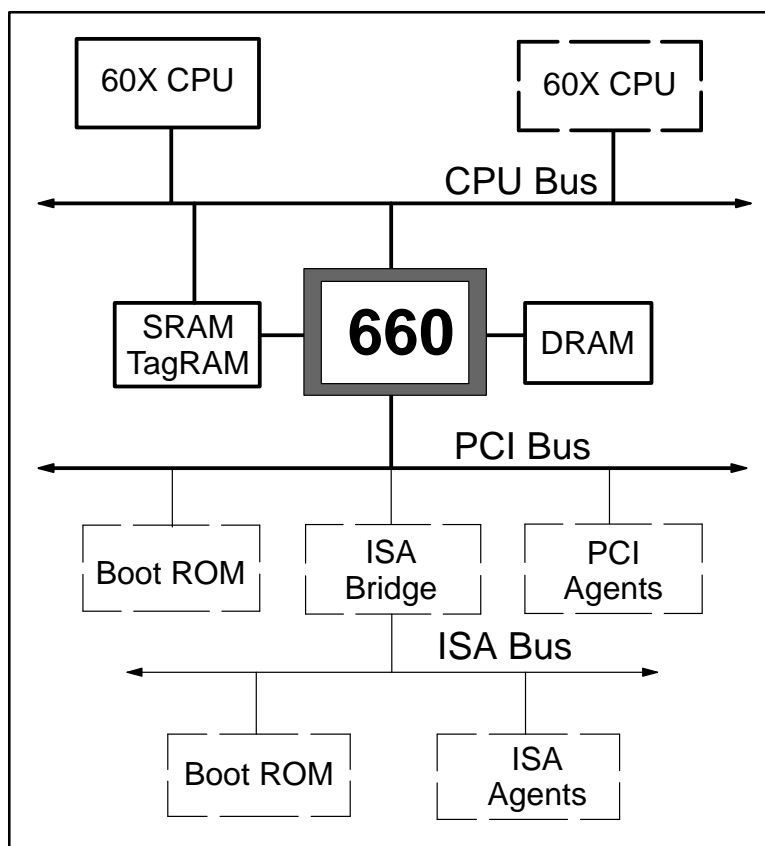 60X CPU
60X CPU
CPU Bus
SRAM
TagRAM
660
DRAM
PCI Bus
Boot ROM
ISA
Bridge
PCI
Agents
ISA Bus
Boot ROM
ISA
Agents